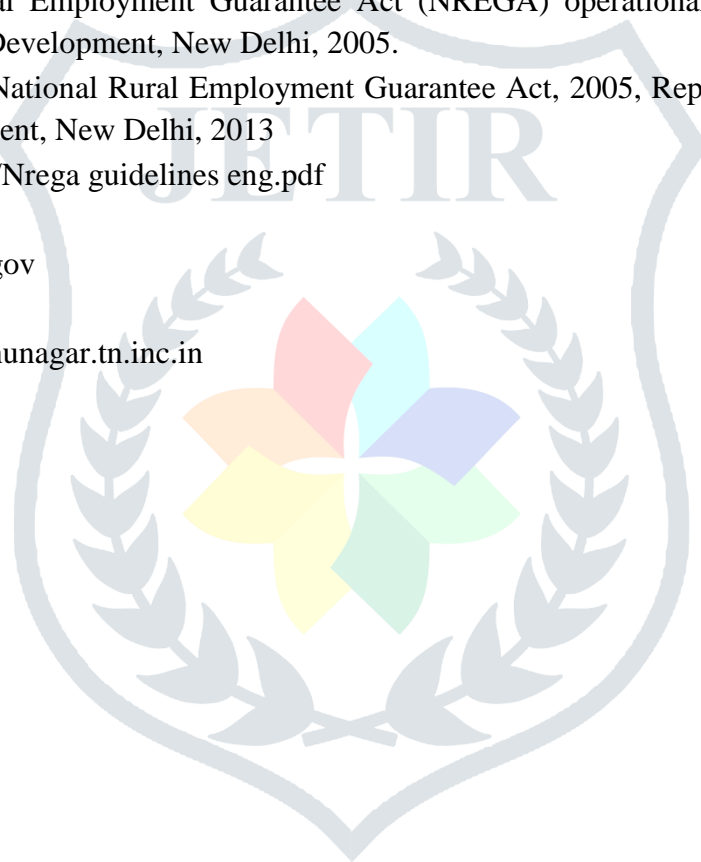 al Employment Guarantee Act (NREGA) operational
Development, New Delhi, 2005.
National Rural Employment Guarantee Act, 2005, Rep
ent, New Delhi, 2013
/Nrega guidelines eng.pdf
JETIR
gov
unagar.tn.inc.in